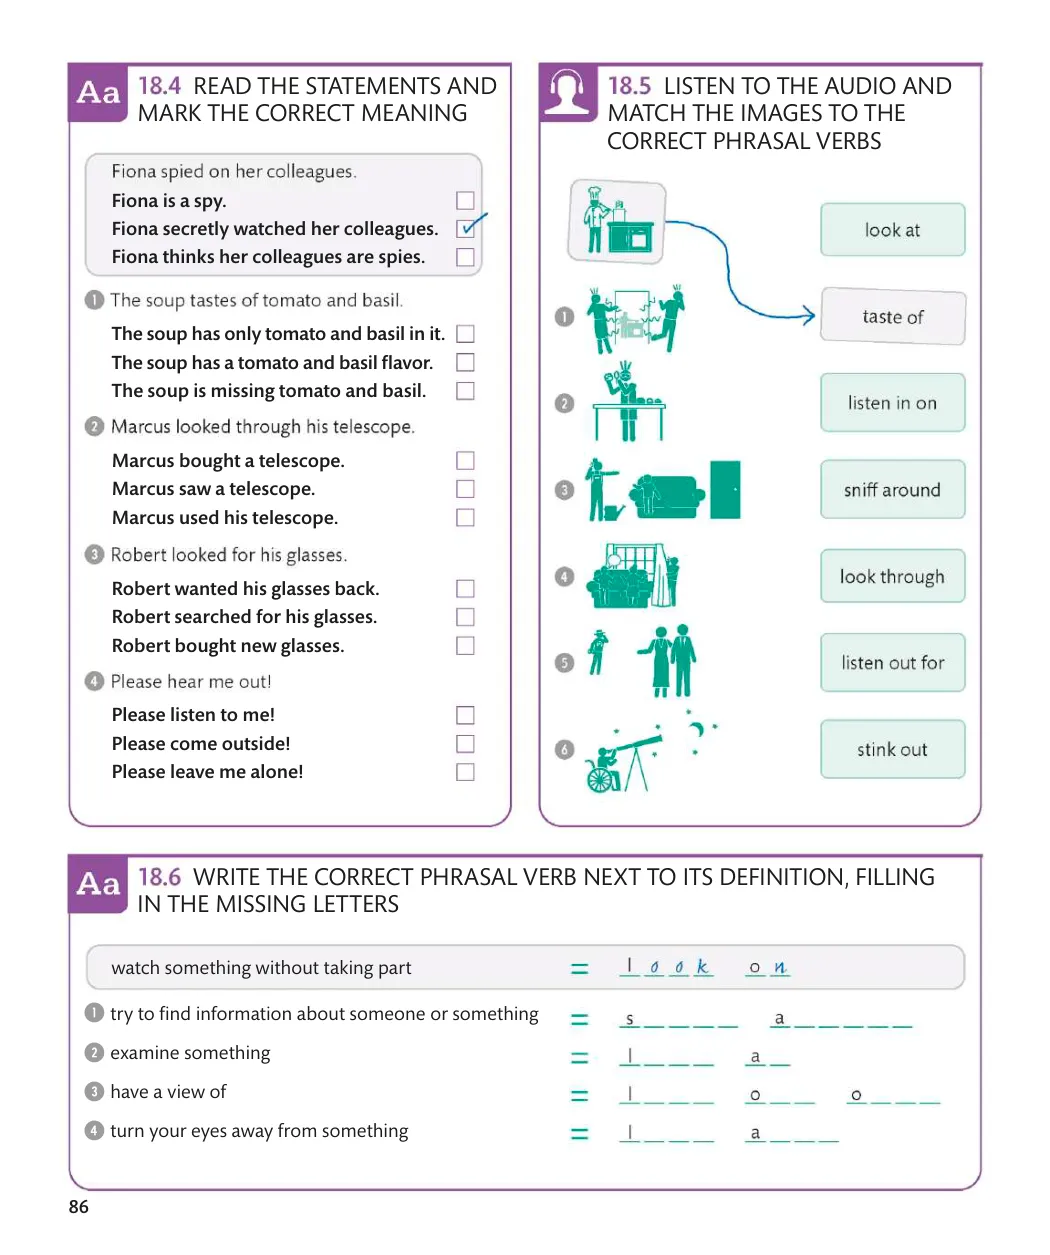 Aa
18.4 READ THE STATEMENTS AND
MARK THE CORRECT MEANING
Fiona spied on her colleagues.
Fiona is a spy.
Fiona secretly watched her colleagues.
Fiona thinks her colleagues are spies.
1 The soup tastes of tomato and basil.
The soup has only tomato and basil in it.
The soup has a tomato and basil flavor.
The soup is missing tomato and basil.
2 Marcus looked through his telescope.
Marcus bought a telescope.
Marcus saw a telescope.
Marcus used his telescope.
3 Robert looked for his glasses.
Robert wanted his glasses back.
Robert searched for his glasses.
Robert bought new glasses.
4 Please hear me out!
Please listen to me!
Please come outside!
Please leave me alone!
18.5 LISTEN TO THE AUDIO AND
MATCH THE IMAGES TO THE
CORRECT PHRASAL VERBS
look at
1
taste of
2
listen in on
3
sniff around
4
look through
5
listen out for
6
stink out
Aa
18.6 WRITE THE CORRECT PHRASAL VERB NEXT TO ITS DEFINITION, FILLING
IN THE MISSING LETTERS
watch something without taking part = l o o k o n
1 try to find information about someone or something = s _ _ _ _ a _ _ _ _ _
2 examine something = l _ _ _ a _
3 have a view of = l _ _ _ o _ _ o _ _ _
4 turn your eyes away from something = l _ _ _ a _ _ _
86